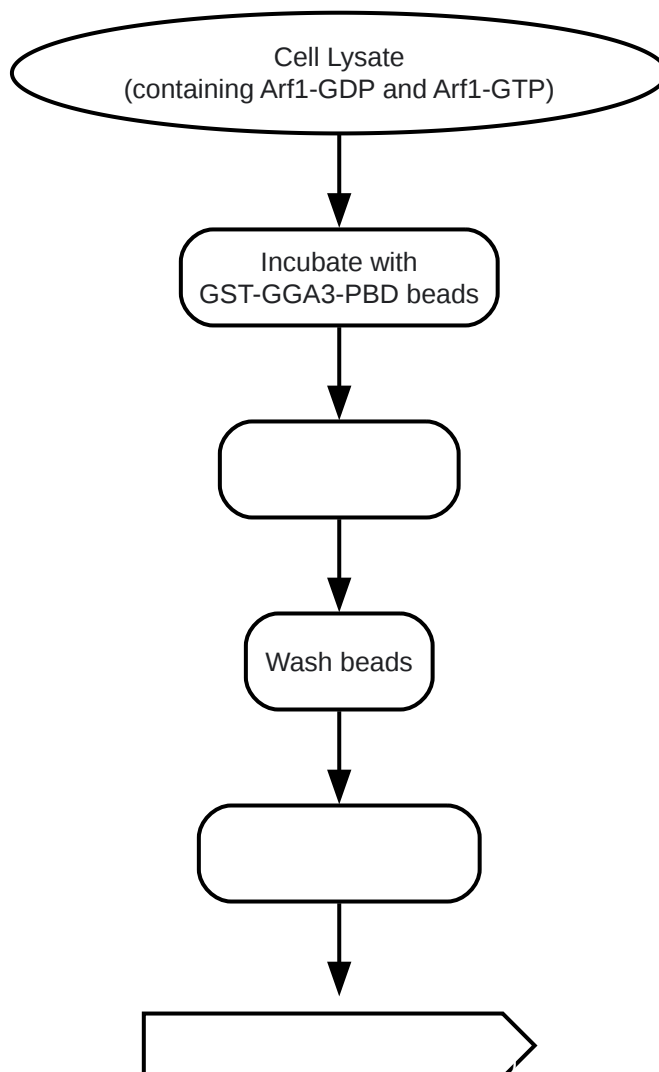 Cell Lysate
(containing Arf1-GDP and Arf1-GTP)
Incubate with
GST-GGA3-PBD beads
Wash beads